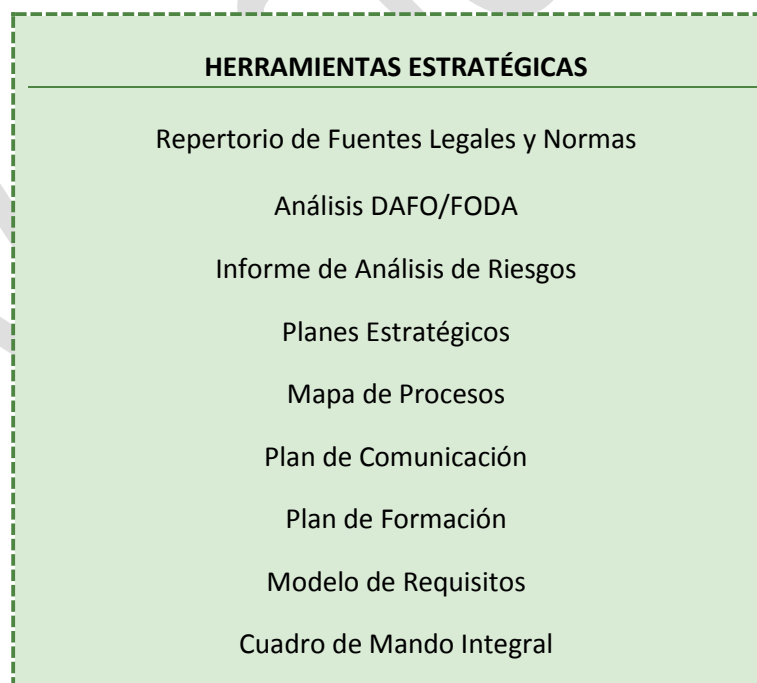 HERRAMIENTAS ESTRATÉGICAS
Repertorio de Fuentes Legales y Normas
Análisis DAFO/FODA
Informe de Análisis de Riesgos
Planes Estratégicos
Mapa de Procesos
Plan de Comunicación
Plan de Formación
Modelo de Requisitos
Cuadro de Mando Integral